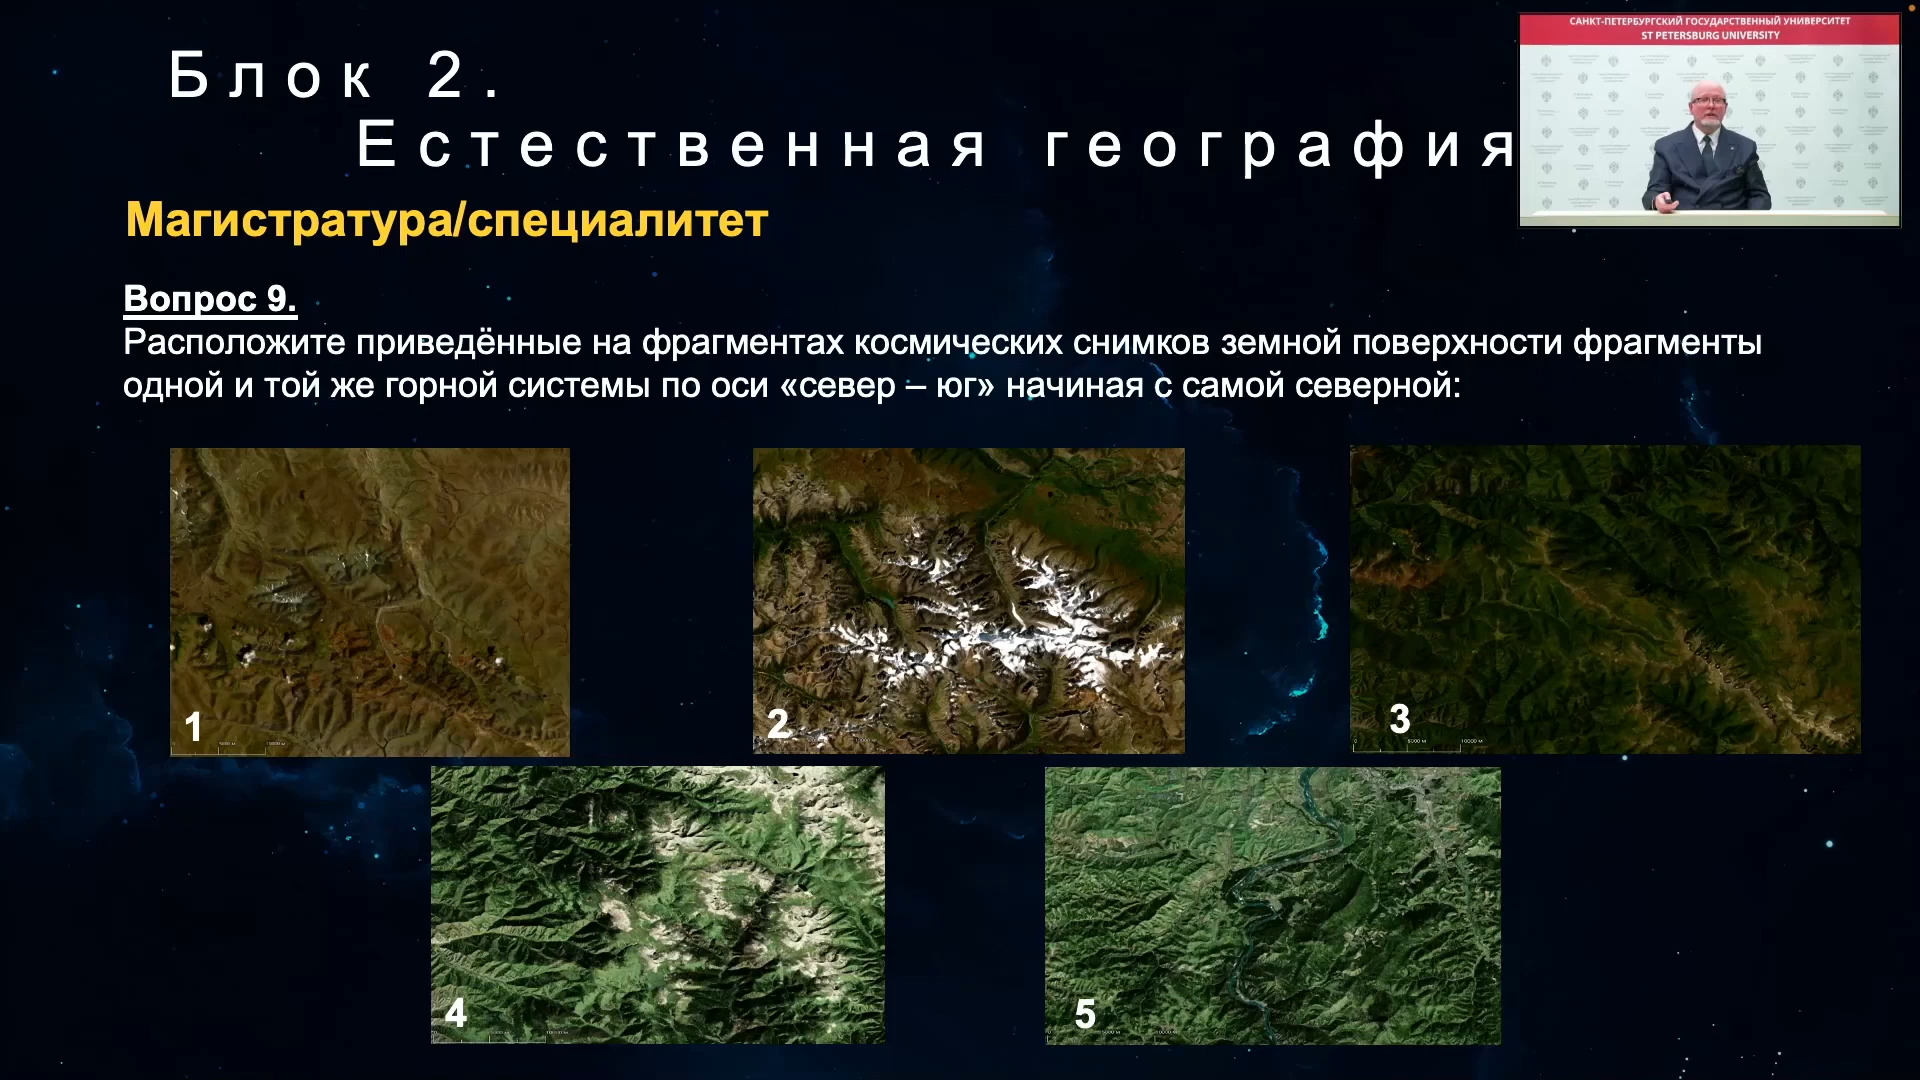 САНКТ-ПЕТЕРБУРГСКИЙ ГОСУДАРСТВЕННЫЙ УНИВЕРСИТЕТ
ST PETERSBURG UNIVERSITY
Блок 2.
Естественная география
Магистратура/специалитет
Вопрос 9.
Расположите приведённые на фрагментах космических снимков земной поверхности фрагменты
одной и той же горной системы по оси «север – юг» начиная с самой северной:
1
2
3
4
5